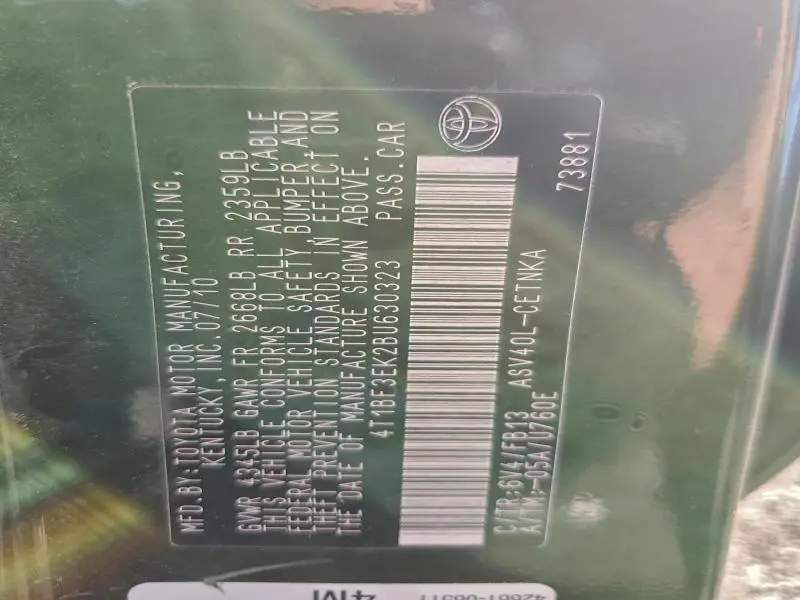 MFD.BY:TOYOTA MOTOR MANUFACTURING,
KENTUCKY, INC. 07/10
GVWR 4345LB GAWR FR 2668LB RR 2359LB
THIS VEHICLE CONFORMS TO ALL APPLICABLE
FEDERAL MOTOR VEHICLE SAFETY, BUMPER, AND
THEFT PREVENTION STANDARDS IN EFFECT ON
THE DATE OF MANUFACTURE SHOWN ABOVE.
4T1BF3EK2BU630323 PASS.CAR
C/TR:6V4/FB13 ASV40L-CETNKA
A/TM:-05A/U760E
73881